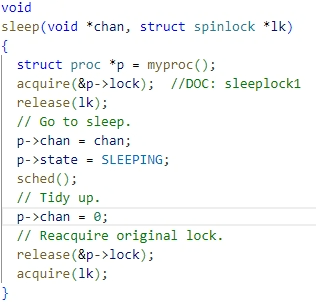 void
sleep(void *chan, struct spinlock *lk)
{
  struct proc *p = myproc();
  acquire(&p->lock);  //DOC: sleeplock1
  release(lk);
  // Go to sleep.
  p->chan = chan;
  p->state = SLEEPING;
  sched();
  // Tidy up.
  p->chan = 0;
  // Reacquire original lock.
  release(&p->lock);
  acquire(lk);
}